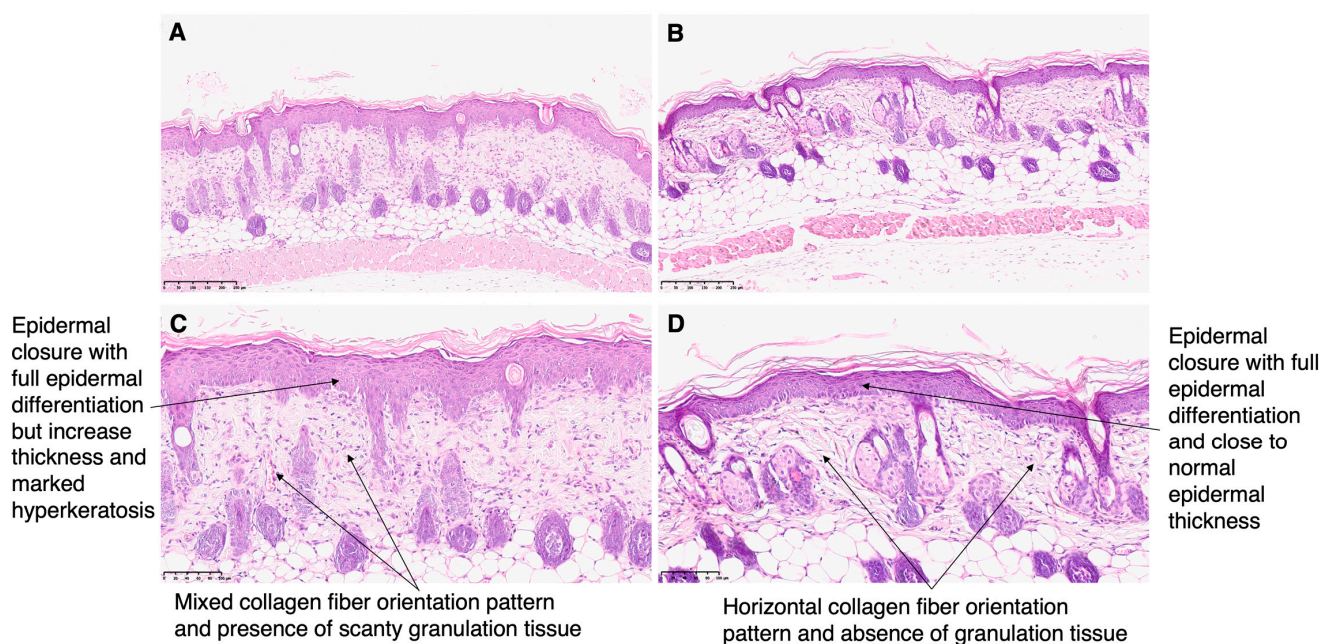 A
B
C
D
Epidermal
closure with
full epidermal
differentiation
but increase
thickness and
marked
hyperkeratosis
Epidermal
closure with full
epidermal
differentiation
and close to
normal
epidermal
thickness
Mixed collagen fiber orientation pattern
and presence of scanty granulation tissue
Horizontal collagen fiber orientation
pattern and absence of granulation tissue